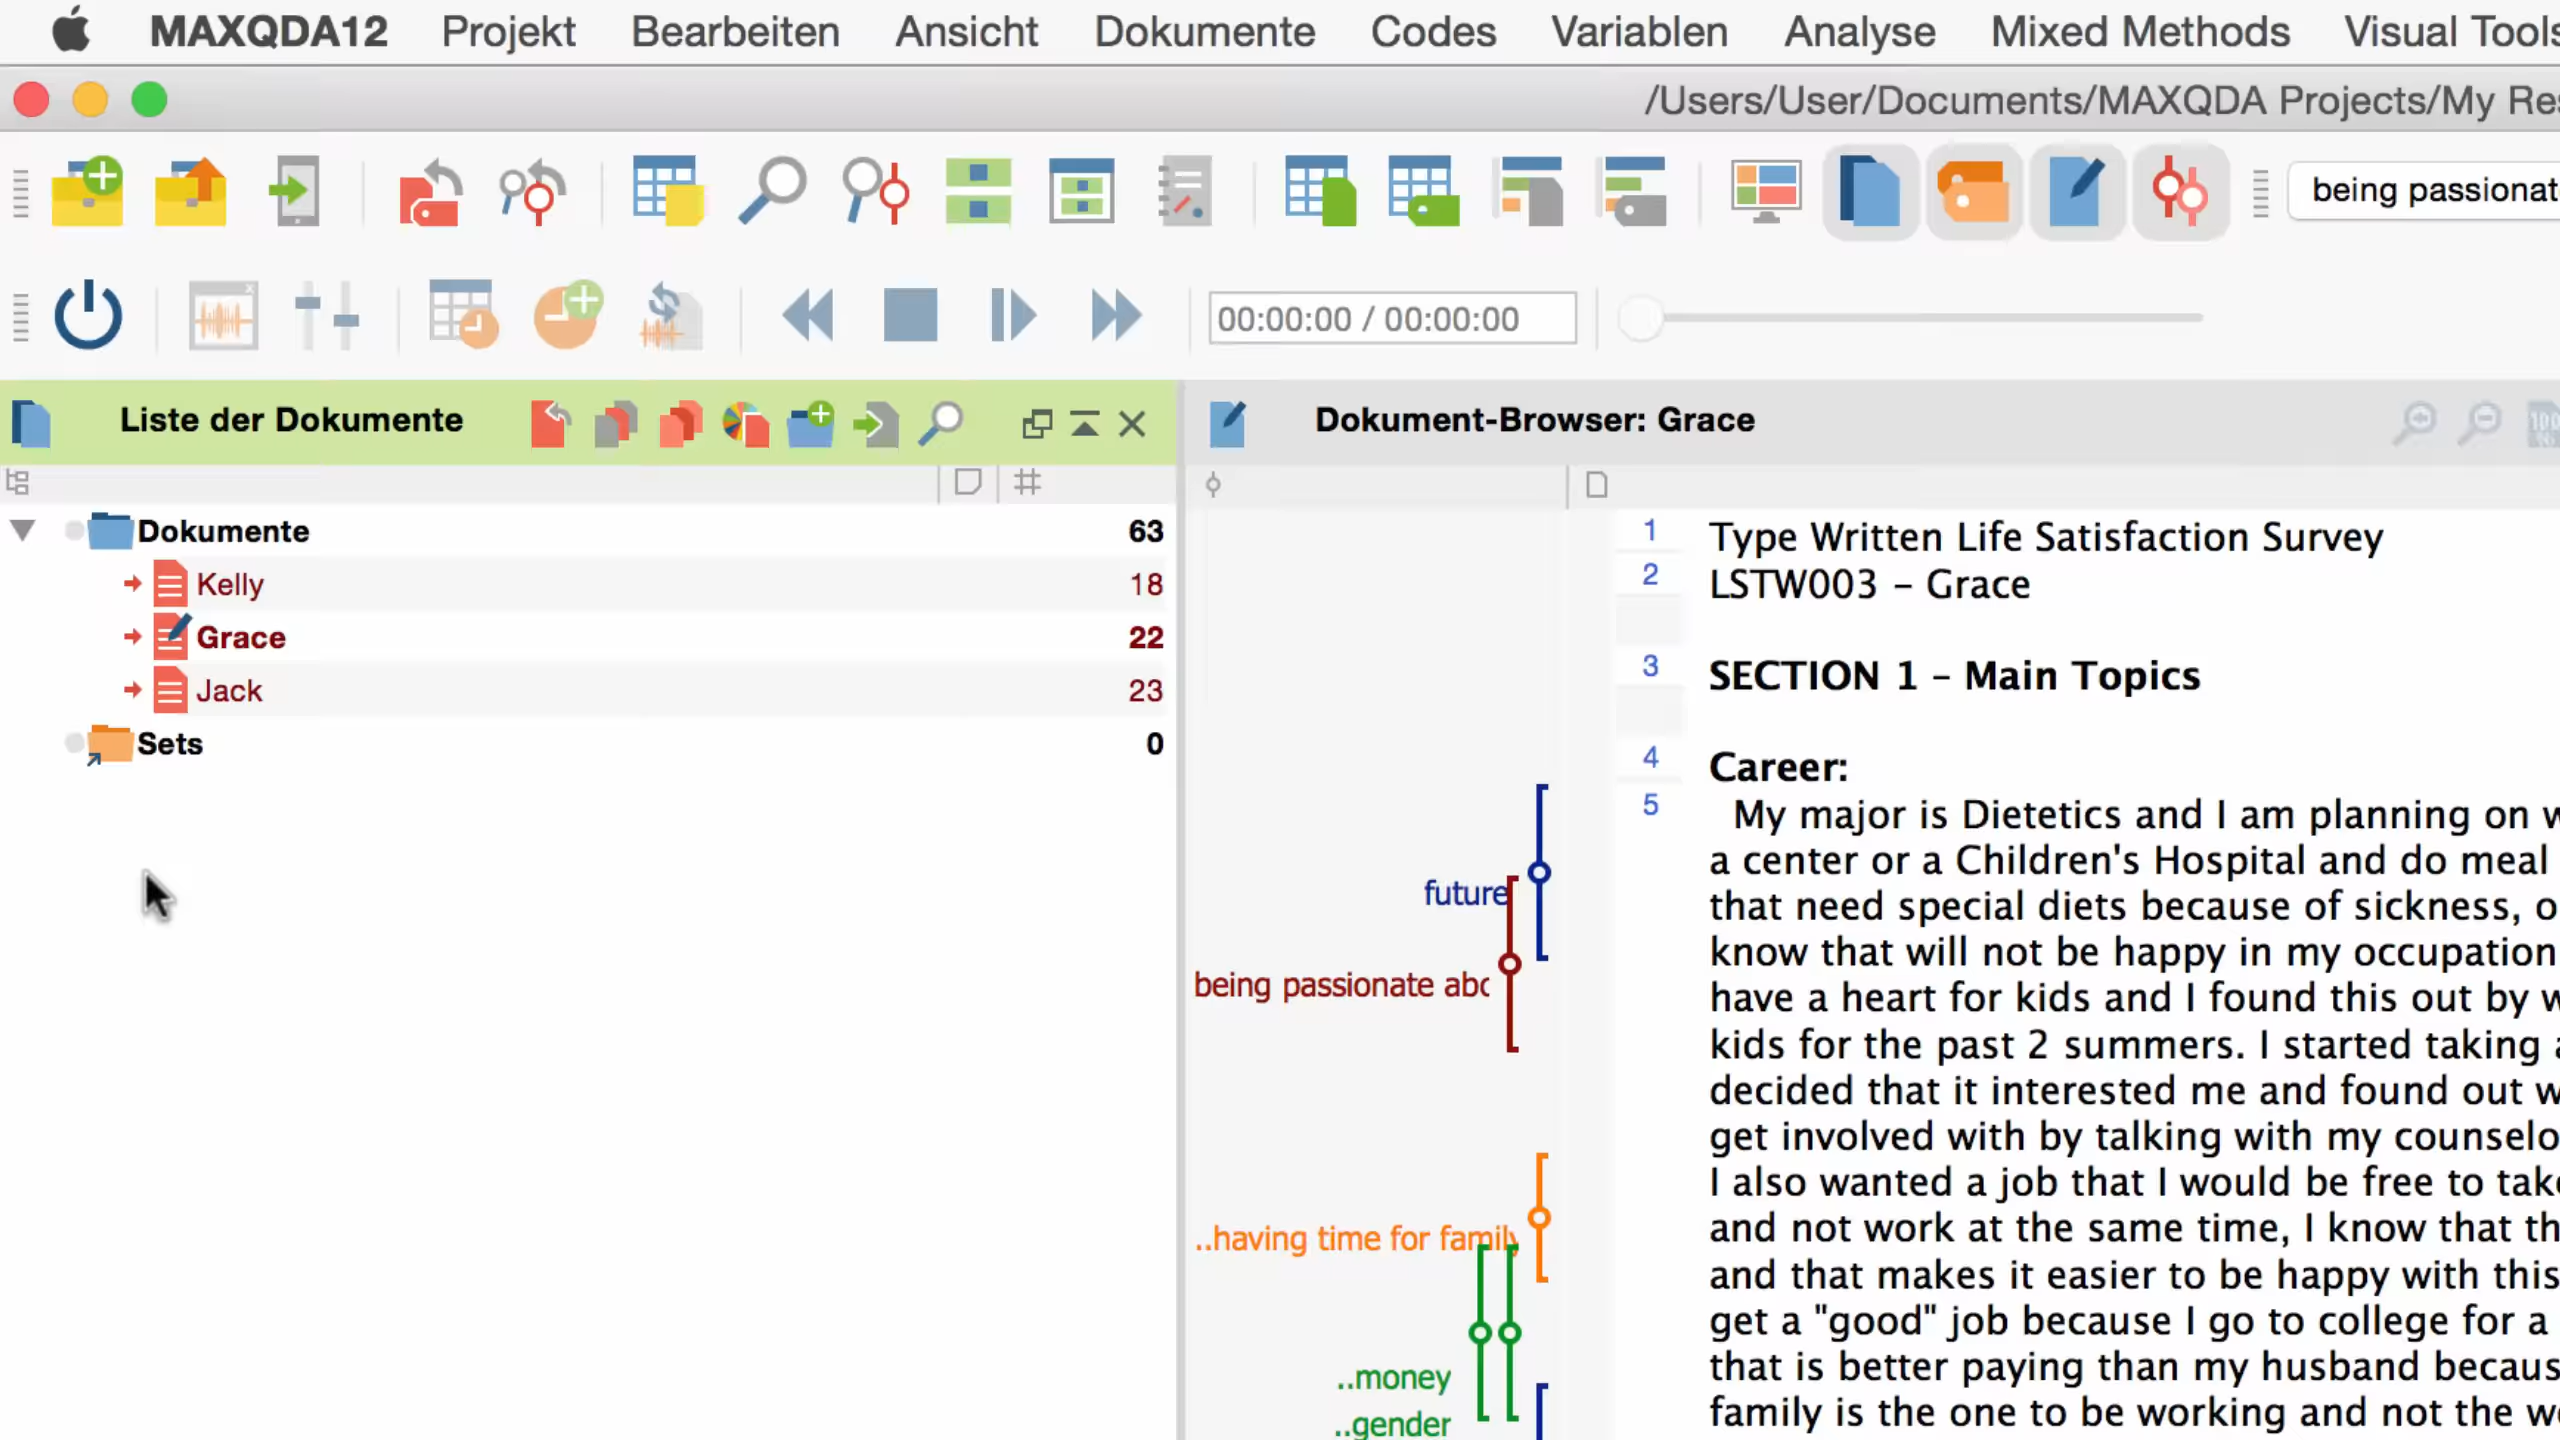 MAXQDA12 Projekt Bearbeiten Ansicht Dokumente Codes Variablen Analyse Mixed Methods Visual Tools
/Users/User/Documents/MAXQDA Projects/My Res
being passionat
00:00:00 / 00:00:00
Liste der Dokumente
Dokumente 63
Kelly 18
Grace 22
Jack 23
Sets 0
Dokument-Browser: Grace
100 %
future
being passionate abo
..having time for family
..money
..gender
1 Type Written Life Satisfaction Survey
2 LSTW003 – Grace
3 SECTION 1 – Main Topics
4 Career:
5 My major is Dietetics and I am planning on w
a center or a Children's Hospital and do meal
that need special diets because of sickness, o
know that will not be happy in my occupation
have a heart for kids and I found this out by w
kids for the past 2 summers. I started taking a
decided that it interested me and found out w
get involved with by talking with my counselo
I also wanted a job that I would be free to take
and not work at the same time, I know that th
and that makes it easier to be happy with this
get a "good" job because I go to college for a
that is better paying than my husband becaus
family is the one to be working and not the wo